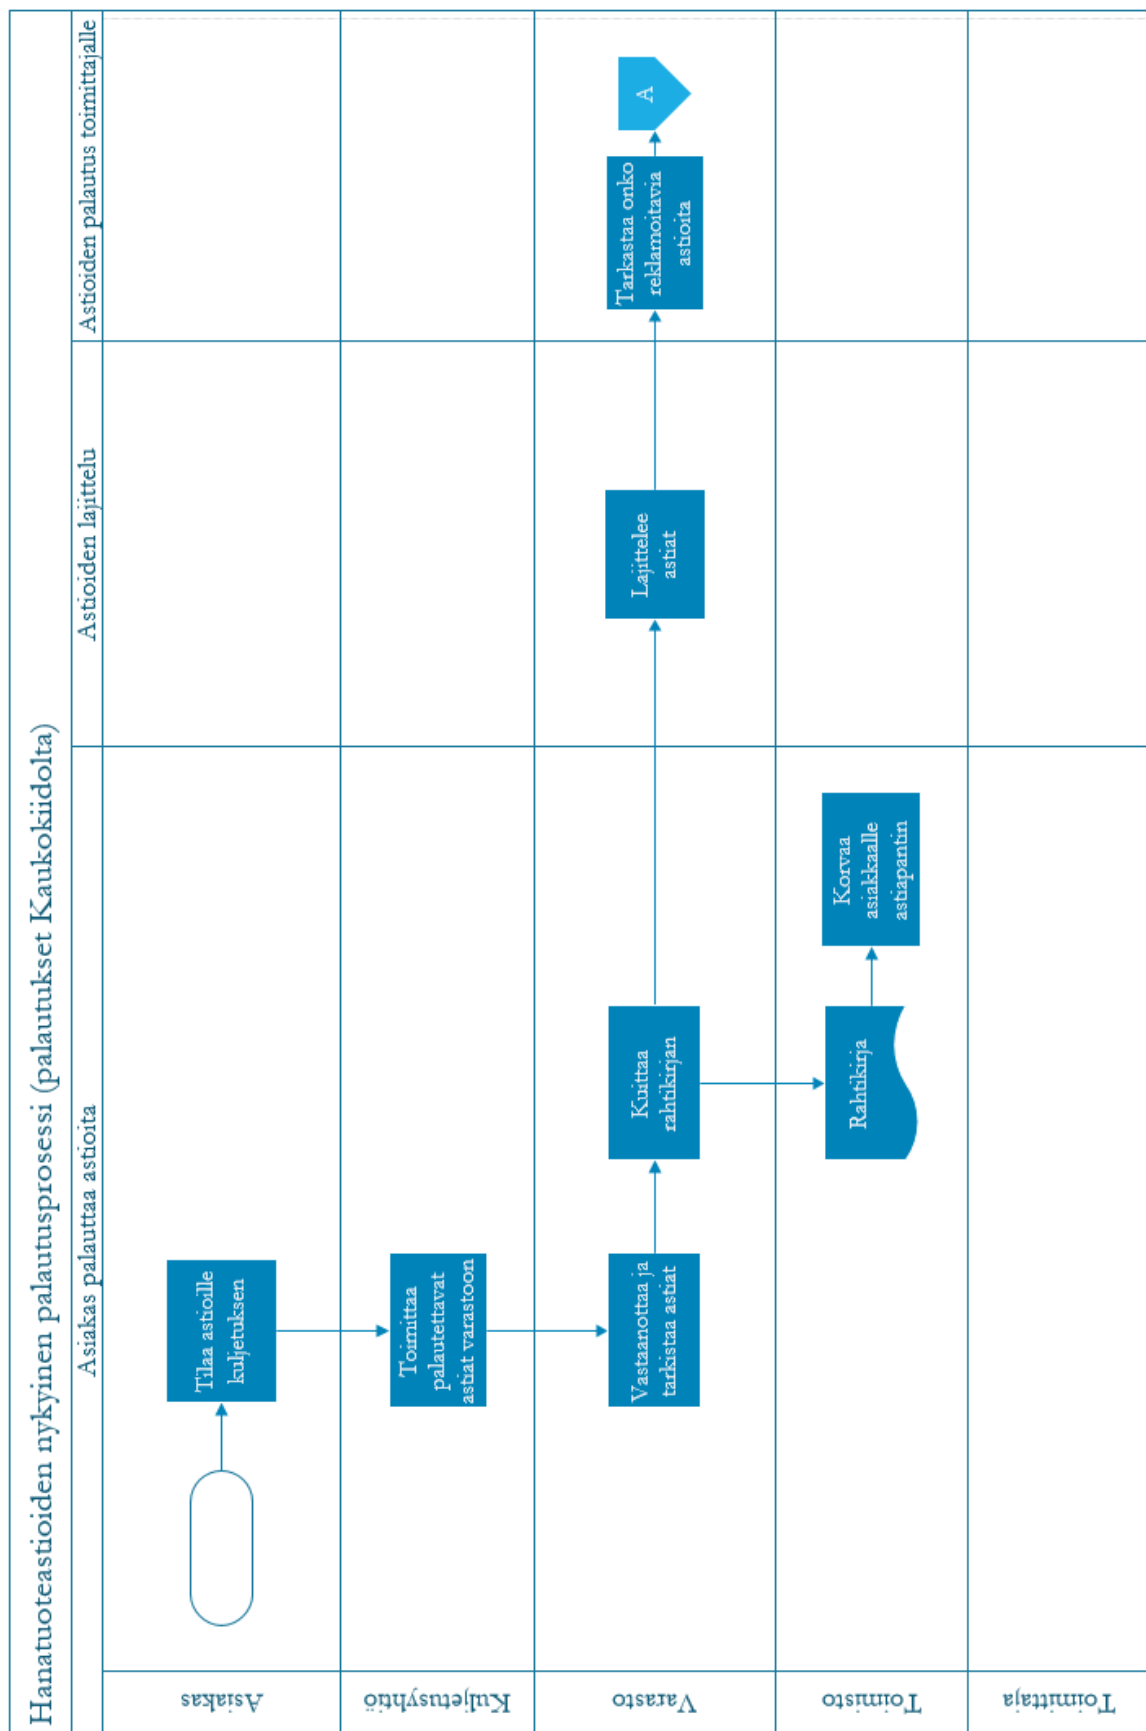 Hanatuoteastioiden nykyinen palautusprosessi (palautukset Kaukokiidolta)
Asiakas palauttaa astioita
Astioiden lajittelu
Astioiden palautus toimittajalle
Asiakas
Tilaa astioille
kuljetuksen
Kuljetusyhtiö
Toimittaa
palautettavat
astiat varastoon
Varasto
Vastaanottaa ja
tarkistaa astiat
Kuittaa
rahtikirjan
Lajittelee
astiat
Tarkastaa onko
reklamoitavia
astioita
A
Toimisto
Rahtikirja
Korvaa
asiakkaalle
astiapantin
Toimittaja